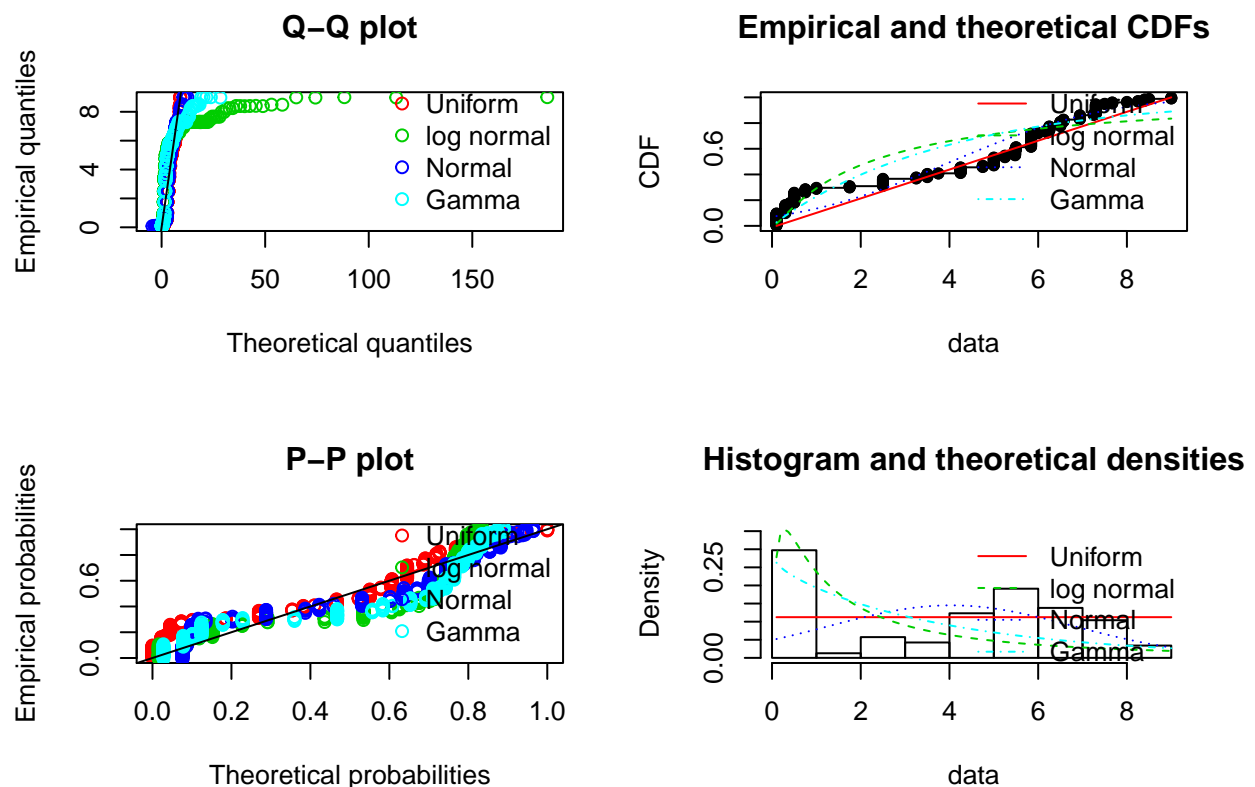 Q−Q plot
Empirical quantiles
8
4
0
Uniform
log normal
Normal
Gamma
0 50 100 150
Theoretical quantiles
Empirical and theoretical CDFs
CDF
0.6
0.0
Uniform
log normal
Normal
Gamma
0 2 4 6 8
data
P−P plot
Empirical probabilities
0.6
0.0
Uniform
log normal
Normal
Gamma
0.0 0.2 0.4 0.6 0.8 1.0
Theoretical probabilities
Histogram and theoretical densities
Density
0.25
0.00
Uniform
log normal
Normal
Gamma
0 2 4 6 8
data